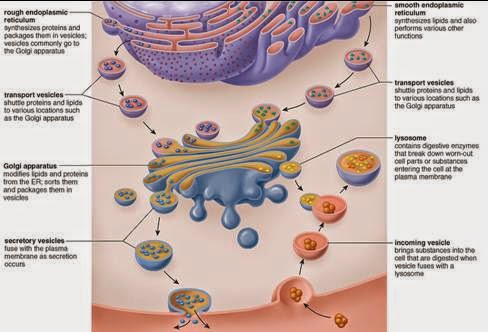 rough endoplasmic
reticulum
synthesizes proteins and
packages them in vesicles;
vesicles commonly go to
the Golgi apparatus
transport vesicles
shuttle proteins and lipids
to various locations such
as the Golgi apparatus
Golgi apparatus
modifies lipids and proteins
from the ER; sorts them
and packages them in
vesicles
secretory vesicles
fuse with the plasma
membrane as secretion
occurs
smooth endoplasmic
reticulum
synthesizes lipids and also
performs various other
functions
transport vesicles
shuttle proteins and lipids
to various locations such
as the Golgi apparatus
lysosome
contains digestive enzymes
that break down worn-out
cell parts or substances
entering the cell at the
plasma membrane
incoming vesicle
brings substances into the
cell that are digested when
vesicle fuses with a
lysosome